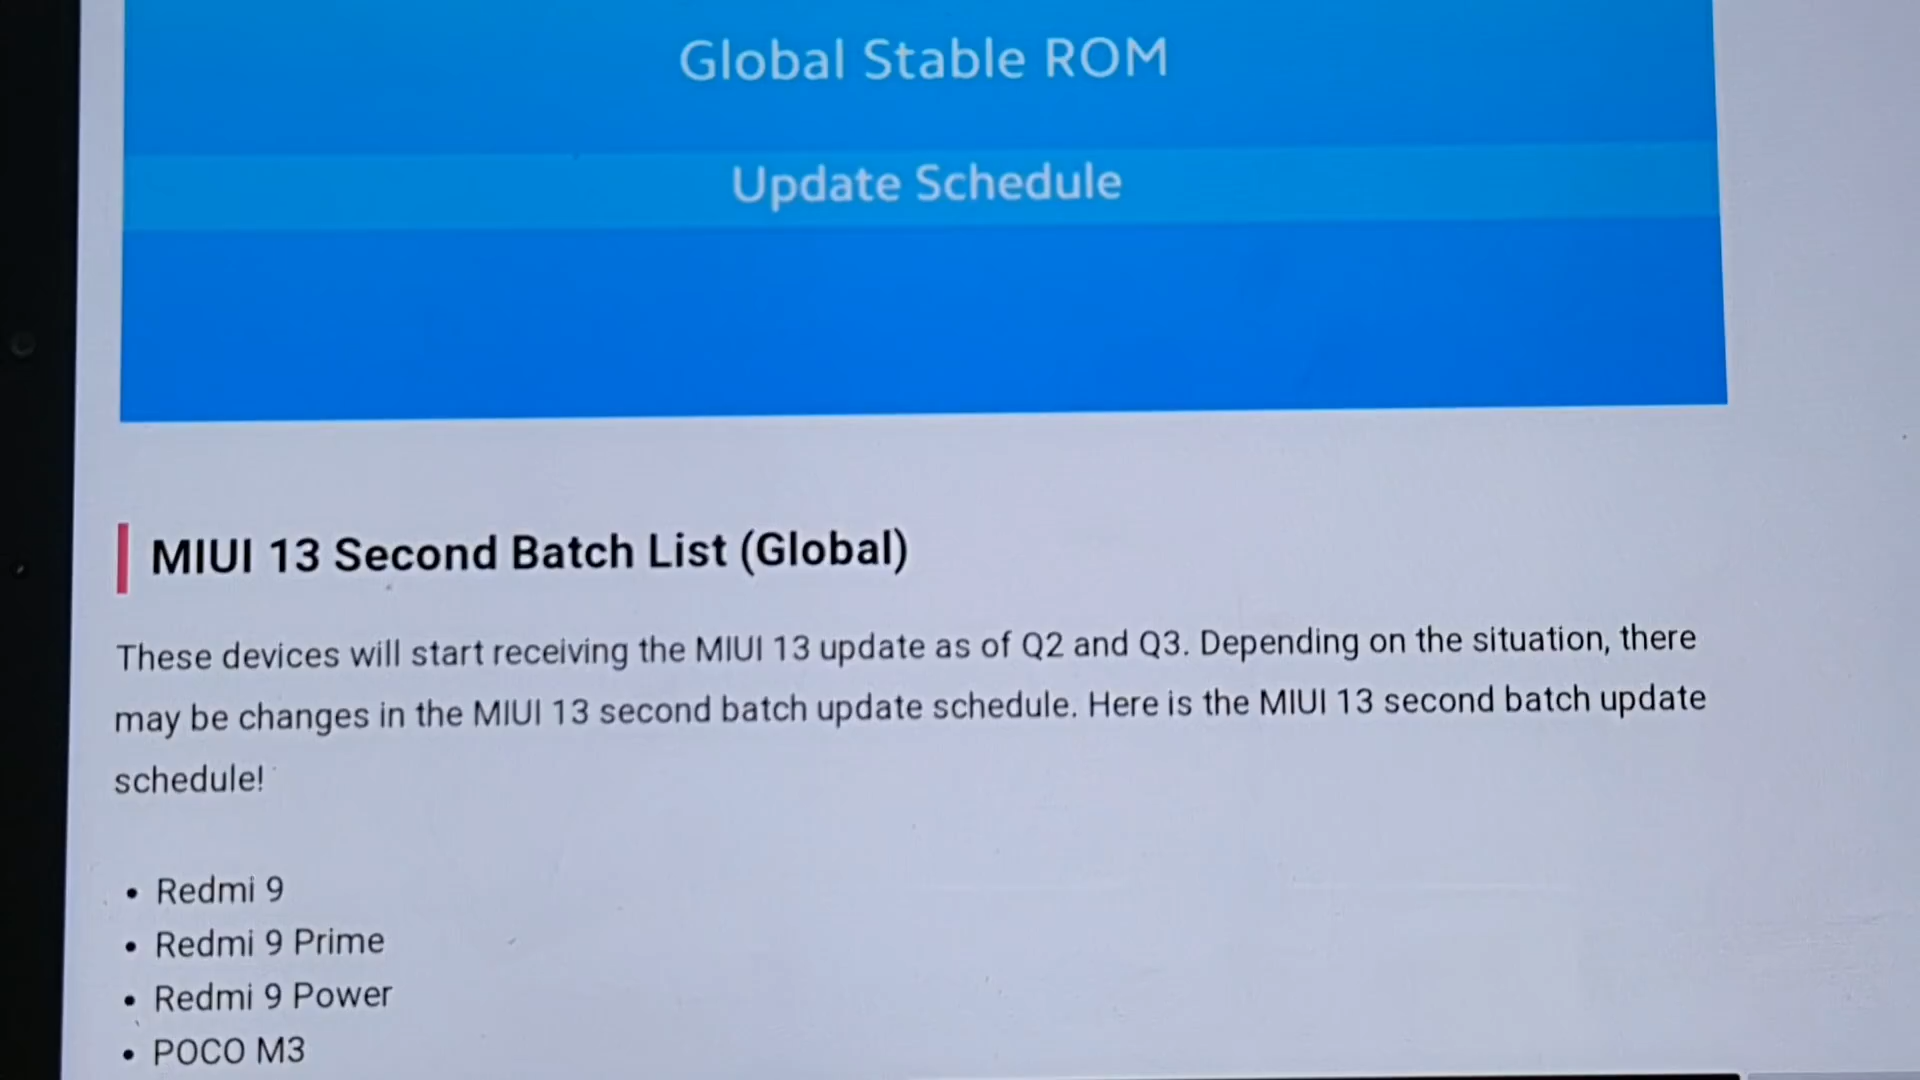 Global Stable ROM
Update Schedule
MIUI 13 Second Batch List (Global)
These devices will start receiving the MIUI 13 update as of Q2 and Q3. Depending on the situation, there
may be changes in the MIUI 13 second batch update schedule. Here is the MIUI 13 second batch update
schedule!
• Redmi 9
• Redmi 9 Prime
• Redmi 9 Power
• POCO M3